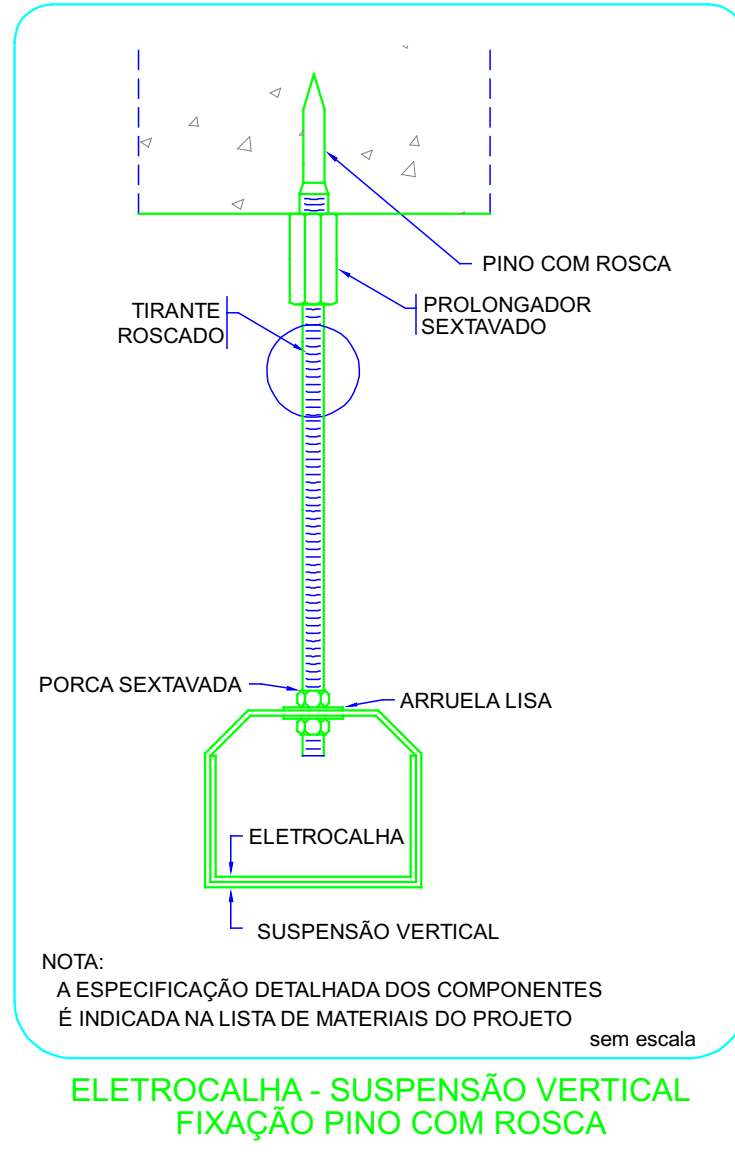 PINO COM ROSCA
TIRANTE
ROSCADO
PROLONGADOR
SEXTAVADO
PORCA SEXTAVADA
ARRUELA LISA
ELETROCALHA
SUSPENSÃO VERTICAL
NOTA:
A ESPECIFICAÇÃO DETALHADA DOS COMPONENTES
É INDICADA NA LISTA DE MATERIAIS DO PROJETO
sem escala
ELETROCALHA - SUSPENSÃO VERTICAL
FIXAÇÃO PINO COM ROSCA